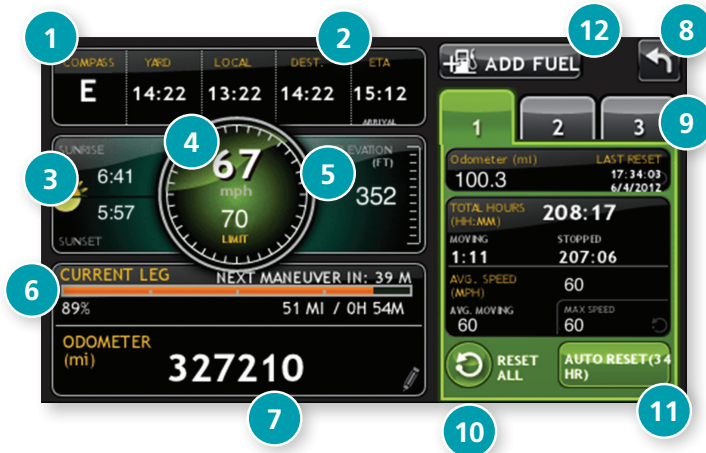 1
2
12
8
COMPASS YARD LOCAL DEST. ETA
E 14:22 13:22 14:22 15:12
ARRIVAL
+ ADD FUEL
1 2 3
9
3
4
5
SUNRISE
6:41
5:57
SUNSET
67
mph
70
LIMIT
ELEVATION
(FT)
352
Odometer (mi) LAST RESET
100.3 17:34:03
6/4/2012
TOTAL HOURS
(HH:MM) 208:17
MOVING STOPPED
1:11 207:06
AVG. SPEED
(MPH) 60
AVG. MOVING MAX SPEED
60 60
6
CURRENT LEG NEXT MANEUVER IN: 39 M
89% 51 MI / 0H 54M
ODOMETER
(mi)
327210
RESET
ALL
AUTO RESET(34
HR)
7
10
11